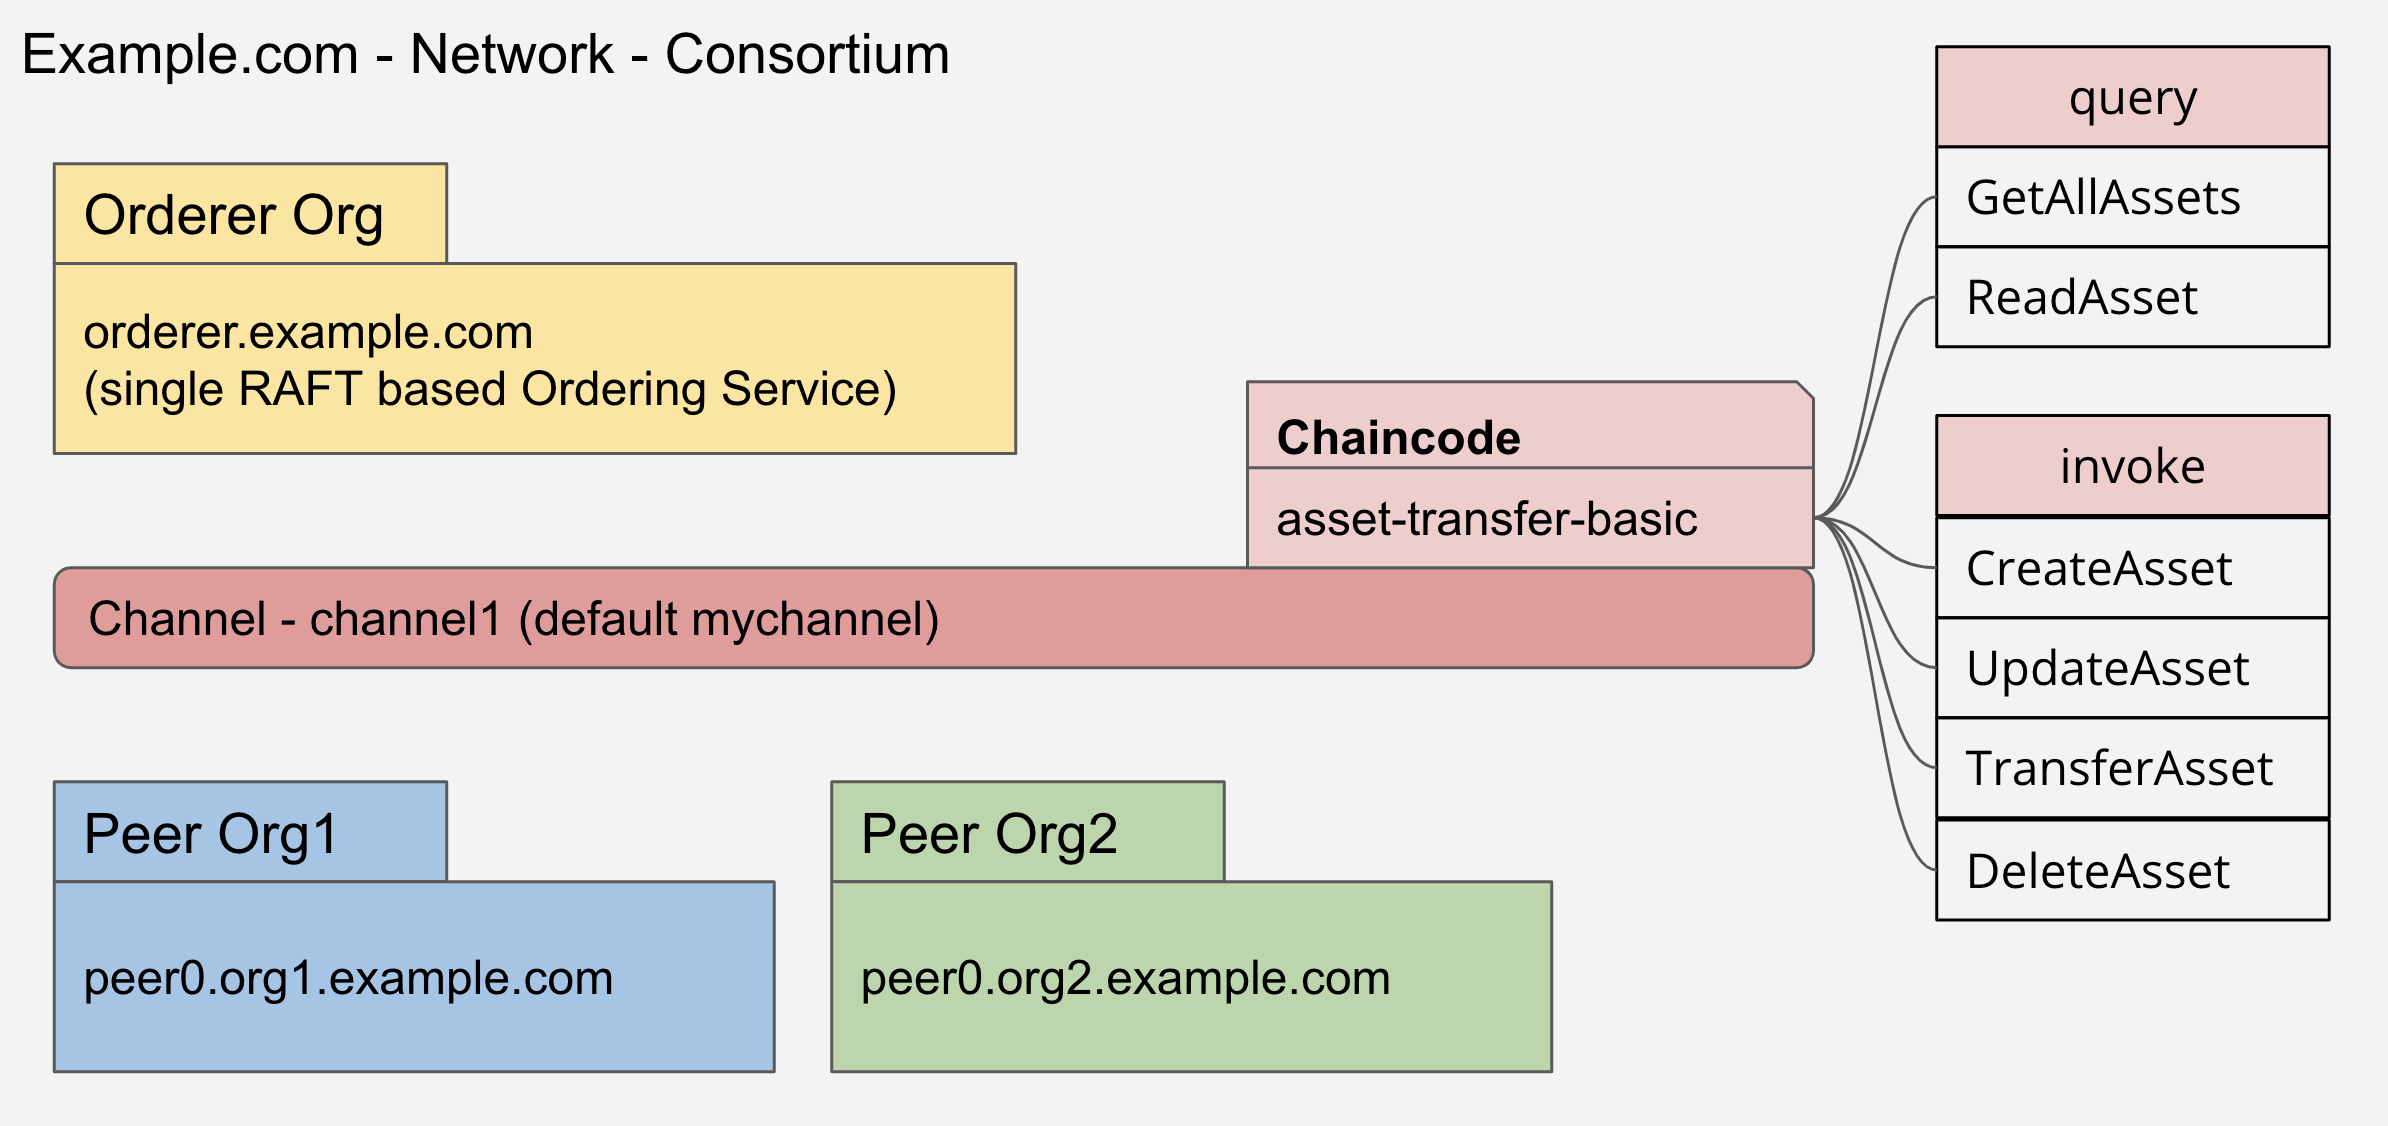 Example.com - Network - Consortium
Orderer Org
orderer.example.com
(single RAFT based Ordering Service)
Chaincode
asset-transfer-basic
Channel - channel1 (default mychannel)
Peer Org1
peer0.org1.example.com
Peer Org2
peer0.org2.example.com
query
GetAllAssets
ReadAsset
invoke
CreateAsset
UpdateAsset
TransferAsset
DeleteAsset